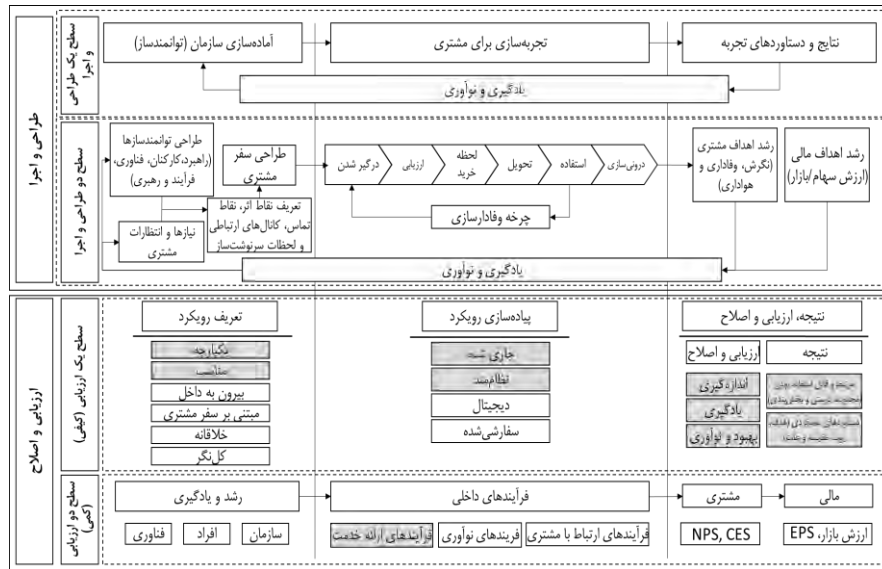 طراحی و اجرا
سطح یک طراحی
و اجرا
آماده‌سازی سازمان (توانمندساز)
تجربه‌سازی برای مشتری
نتایج و دستاوردهای تجربه
یادگیری و نوآوری
سطح دو طراحی و اجرا
طراحی توانمندسازها
(راهبرد،کارکنان، فناوری،
فرآیند و رهبری)
نیازها و انتظارات
مشتری
طراحی سفر
مشتری
تعریف نقاط اثر، نقاط
تماس، کانال‌های ارتباطی
و لحظات سرنوشت‌ساز
درگیر شدن
ارزیابی
لحظه
خرید
تحویل
استفاده
درونی‌سازی
چرخه وفادارسازی
رشد اهداف مشتری
(نگرش، وفاداری و
هواداری)
رشد اهداف مالی
(ارزش سهام/بازار)
یادگیری و نوآوری
ارزیابی و اصلاح
سطح یک ارزیابی (کیفی)
تعریف رویکرد
یکپارچه
مناسب
بیرون به داخل
مبتنی بر سفر مشتری
خلاقانه
کل‌نگر
پیاده‌سازی رویکرد
جاری شده
نظام‌مند
دیجیتال
سفارشی‌شده
نتیجه، ارزیابی و اصلاح
ارزیابی و اصلاح
اندازه‌گیری
یادگیری
بهبود و نوآوری
نتیجه
سطح دو ارزیابی
(کمی)
رشد و یادگیری
سازمان
افراد
فناوری
فرآیندهای داخلی
فرآیندهای ارتباط با مشتری
فریندهای نوآوری
فرآیندهای ارائه خدمت
مشتری
NPS, CES
مالی
ارزش بازار، EPS